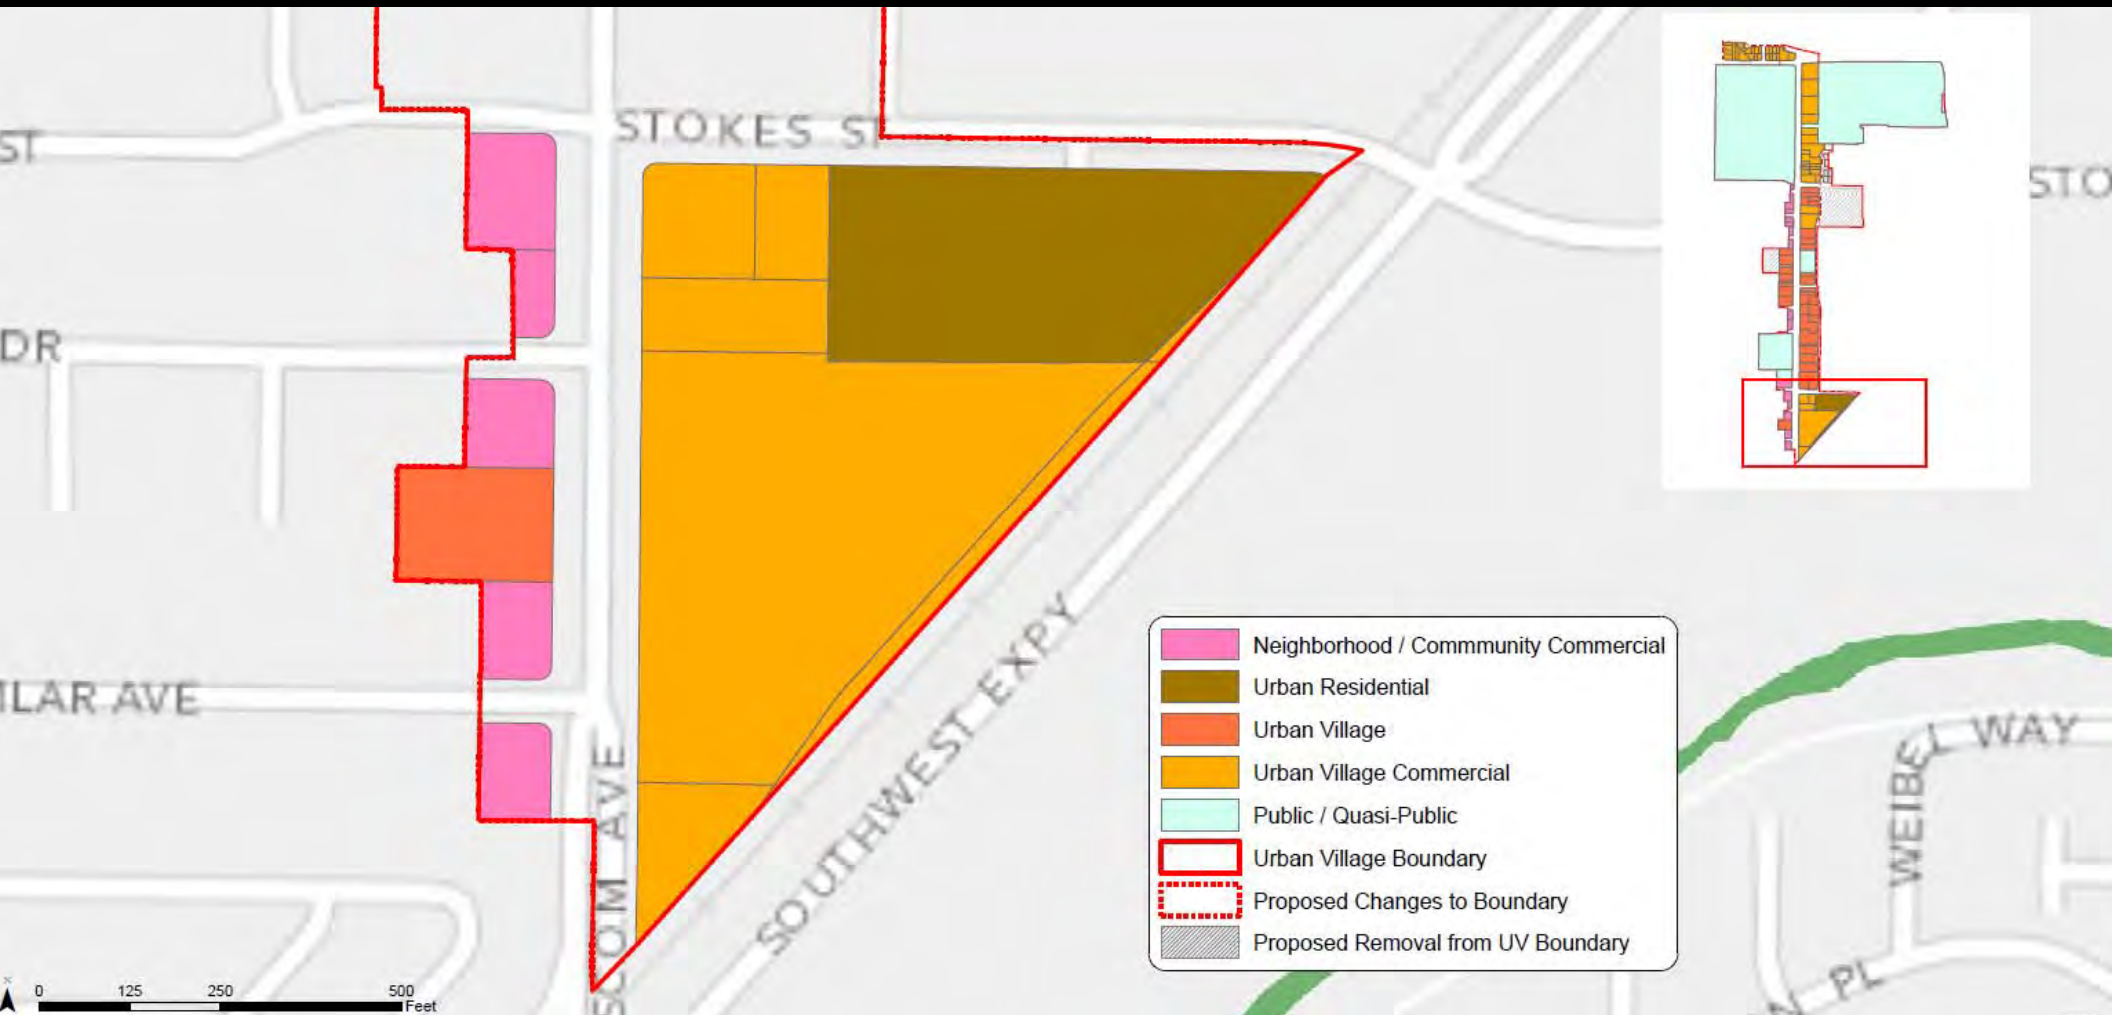 STOKES ST
ST
STO
DR
ILAR AVE
SCOM AVE
SOUTHWEST EXPY
Neighborhood / Commmunity Commercial
Urban Residential
Urban Village
Urban Village Commercial
Public / Quasi-Public
Urban Village Boundary
Proposed Changes to Boundary
Proposed Removal from UV Boundary
WEIBEL WAY
N PL
0 125 250 500
Feet